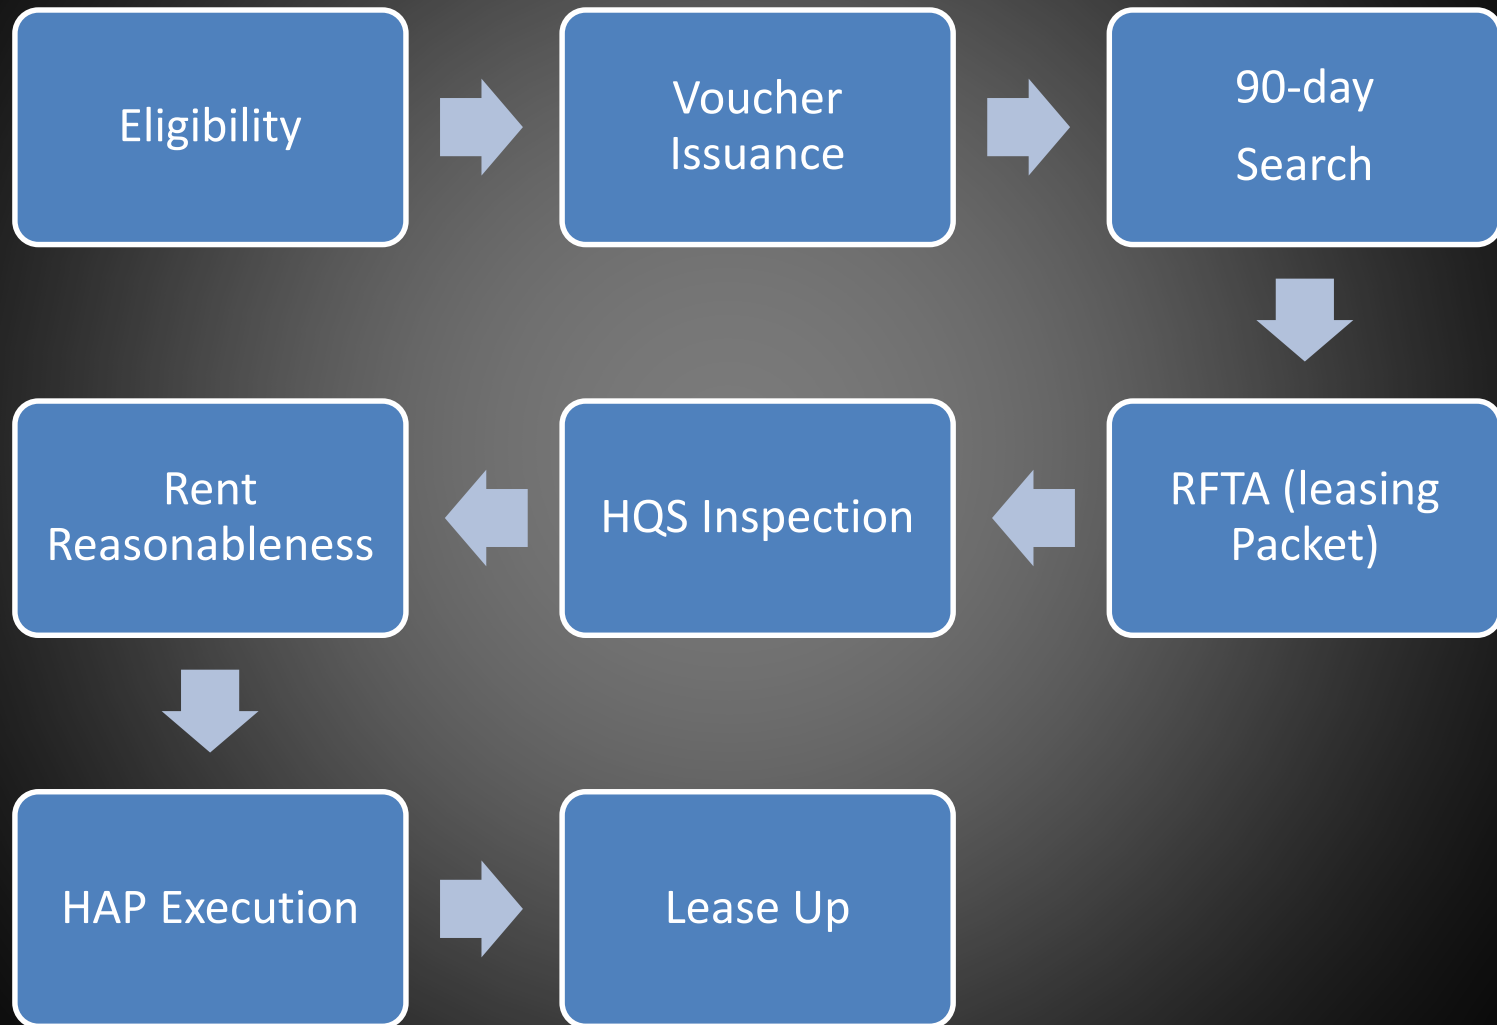 Eligibility
Voucher
Issuance
90-day
Search
RFTA (leasing
Packet)
HQS Inspection
Rent
Reasonableness
HAP Execution
Lease Up